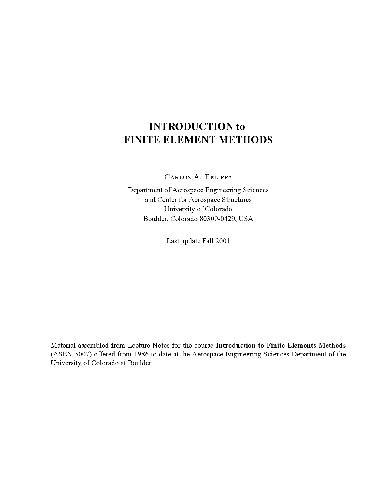 INTRODUCTION to
FINITE ELEMENT METHODS
Carlos A. Felippa
Department of Aerospace Engineering Sciences
and Center for Aerospace Structures
University of Colorado
Boulder, Colorado 80309-0429, USA
Last update Fall 2001
Material assembled from Lecture Notes for the course Introduction to Finite Elements Methods
(ASEN 5007) offered from 1986 to date at the Aerospace Engineering Sciences Department of the
University of Colorado at Boulder.